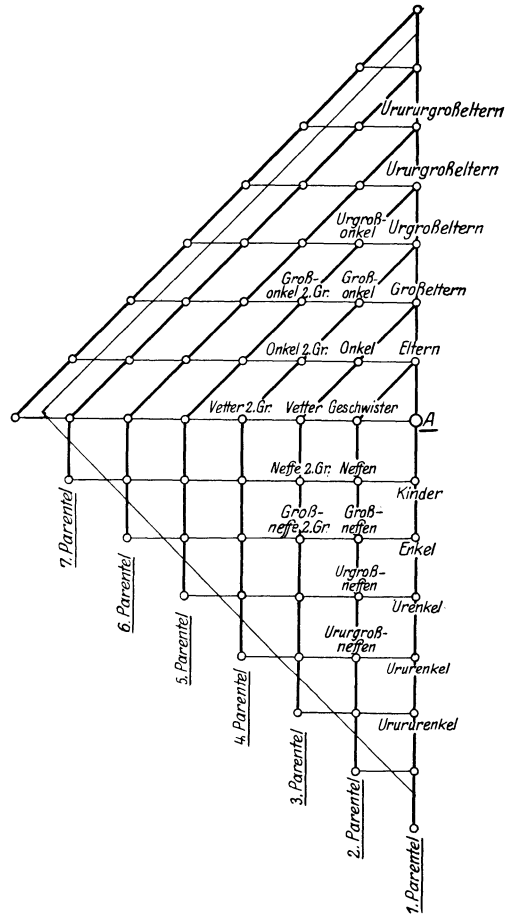 Urururgroßeltern
Ururgroßeltern
Urgroß-
onkel
Urgroßeltern
Groß-
onkel 2.Gr.
Groß-
onkel
Großeltern
Onkel 2.Gr.
Onkel
Eltern
Vetter 2.Gr.
Vetter
Geschwister
A
Neffe 2.Gr.
Neffen
Kinder
Groß-
neffe 2.Gr
Groß-
neffen
Enkel
Urgroß-
neffen
Urenkel
Ururgroß-
neffen
Ururenkel
Urururenkel
7. Parentel
6. Parentel
5. Parentel
4. Parentel
3. Parentel
2. Parentel
1. Parentel